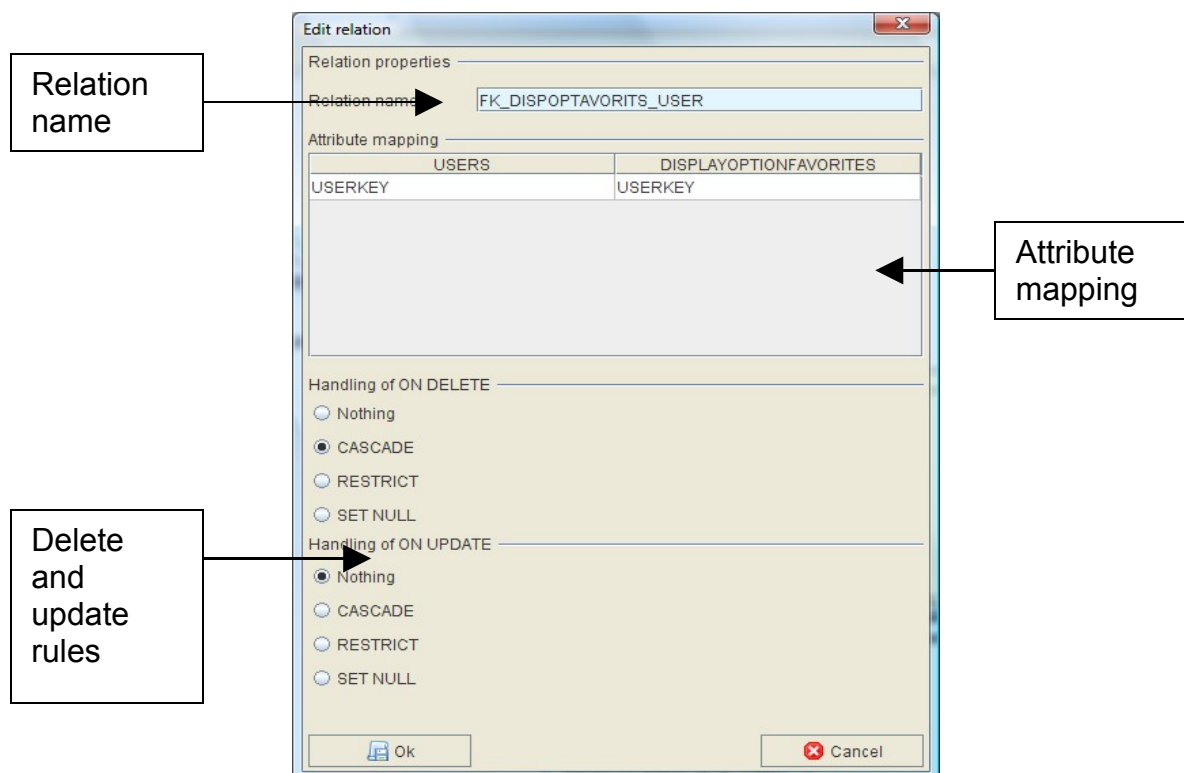 Edit relation
Relation properties
Relation name
Relation name
FK_DISPOPTAVORITS_USER
Attribute mapping
USERS DISPLAYOPTIONFAVORITES
USERKEY USERKEY
Attribute
mapping
Handling of ON DELETE
Nothing
CASCADE
RESTRICT
SET NULL
Delete
and
update
rules
Handling of ON UPDATE
Nothing
CASCADE
RESTRICT
SET NULL
Ok Cancel